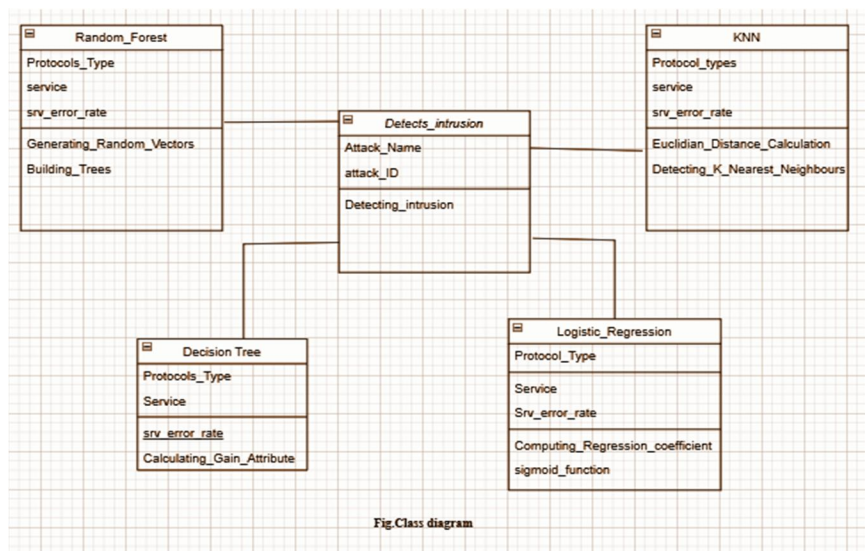 Random_Forest
Protocols_Type
service
srv_error_rate
Generating_Random_Vectors
Building_Trees
KNN
Protocol_types
service
srv_error_rate
Euclidian_Distance_Calculation
Detecting_K_Nearest_Neighbours
Detects_intrusion
Attack_Name
attack_ID
Detecting_intrusion
Decision Tree
Protocols_Type
Service
srv_error_rate
Calculating_Gain_Attribute
Logistic_Regression
Protocol_Type
Service
Srv_error_rate
Computing_Regression_coefficient
sigmoid_function
Fig.Class diagram